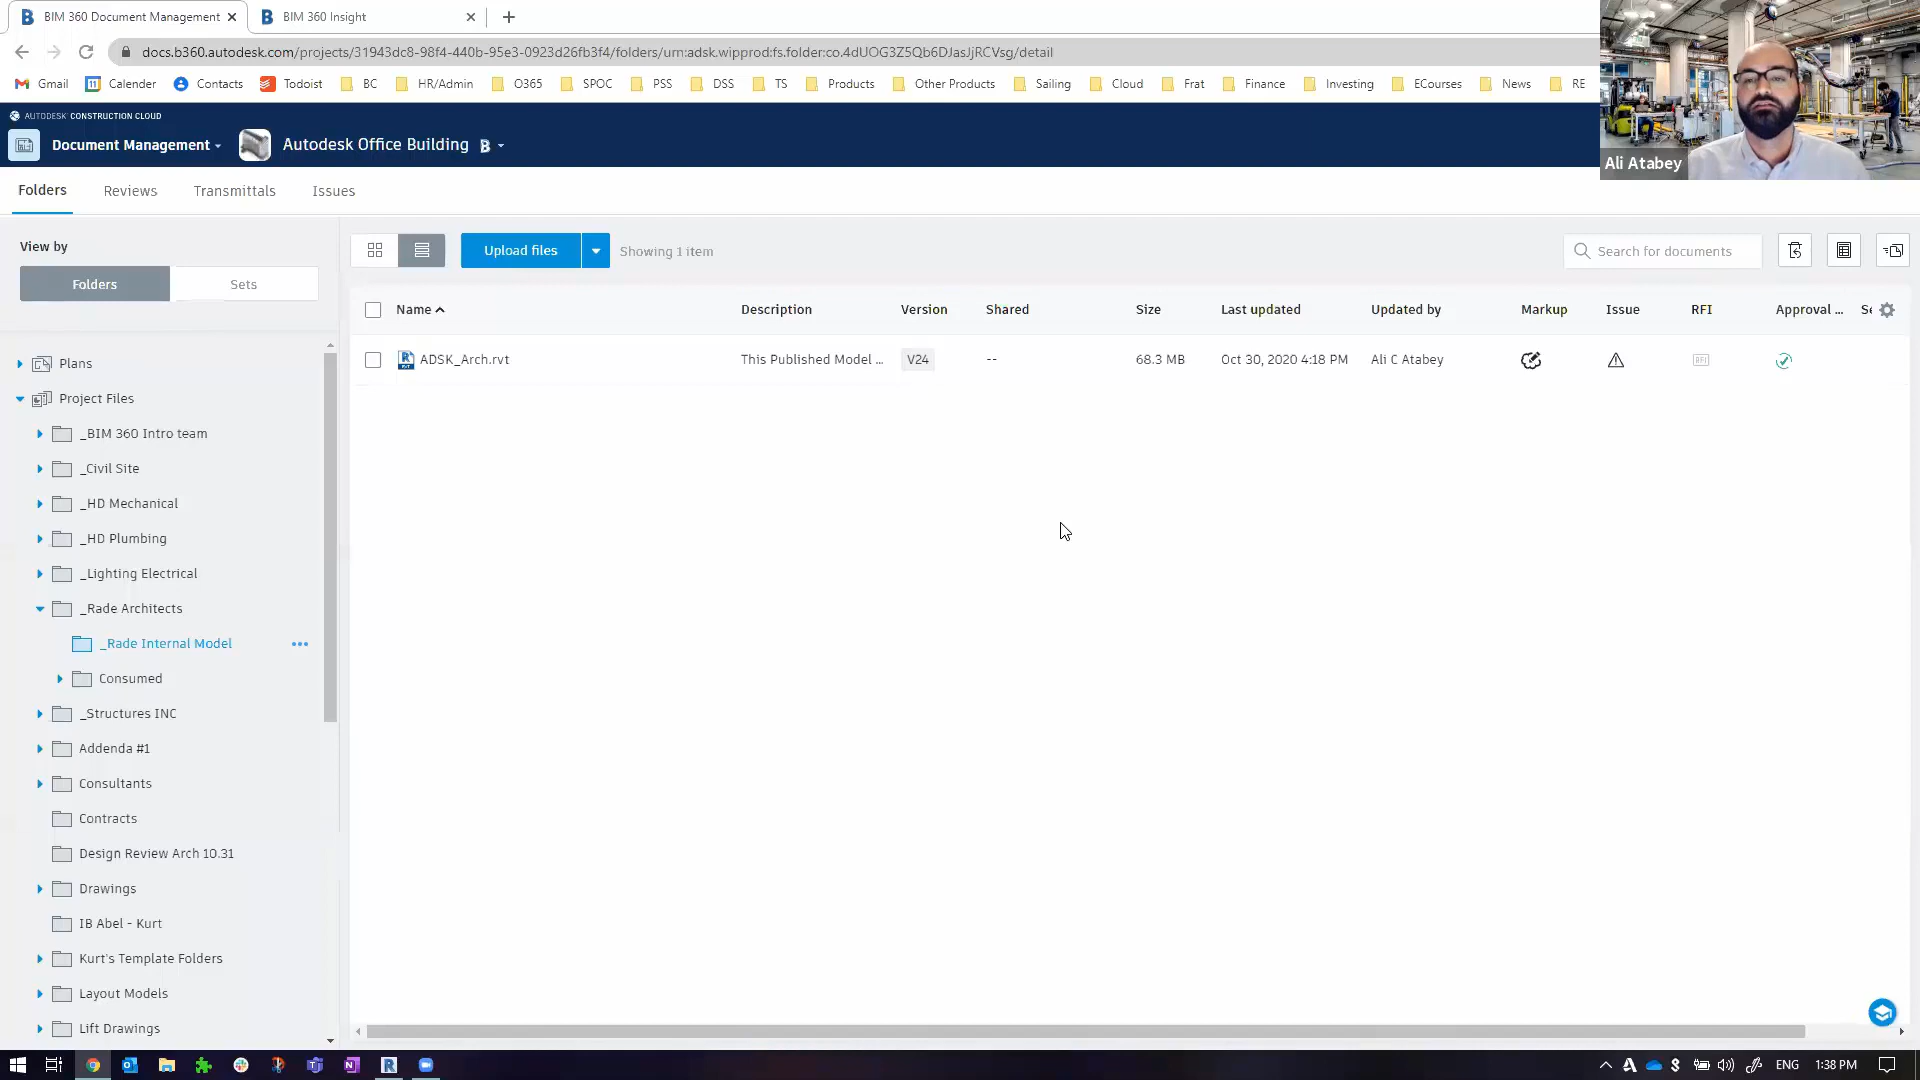 BIM 360 Document Management
BIM 360 Insight
docs.b360.autodesk.com/projects/31943dc8-98f4-440b-95e3-0923d26fb3f4/folders/urn:adsk.wipprod:fs.folder:co.4dUOG3Z5Qb6DJasJjRCVsg/detail
Gmail Calender Contacts Todoist BC HR/Admin O365 SPOC PSS DSS TS Products Other Products Sailing Cloud Frat Finance Investing ECourses News RE
AUTODESK CONSTRUCTION CLOUD
Document Management Autodesk Office Building
Ali Atabey
Folders Reviews Transmittals Issues
View by
Folders Sets
Upload files Showing 1 item Search for documents
Name Description Version Shared Size Last updated Updated by Markup Issue RFI Approval ... Se
ADSK_Arch.rvt This Published Model ... V24 -- 68.3 MB Oct 30, 2020 4:18 PM Ali C Atabey RFI
Plans
Project Files
_BIM 360 Intro team
_Civil Site
_HD Mechanical
_HD Plumbing
_Lighting Electrical
_Rade Architects
_Rade Internal Model
Consumed
_Structures INC
Addenda #1
Consultants
Contracts
Design Review Arch 10.31
Drawings
IB Abel - Kurt
Kurt's Template Folders
Layout Models
Lift Drawings
ENG 1:38 PM